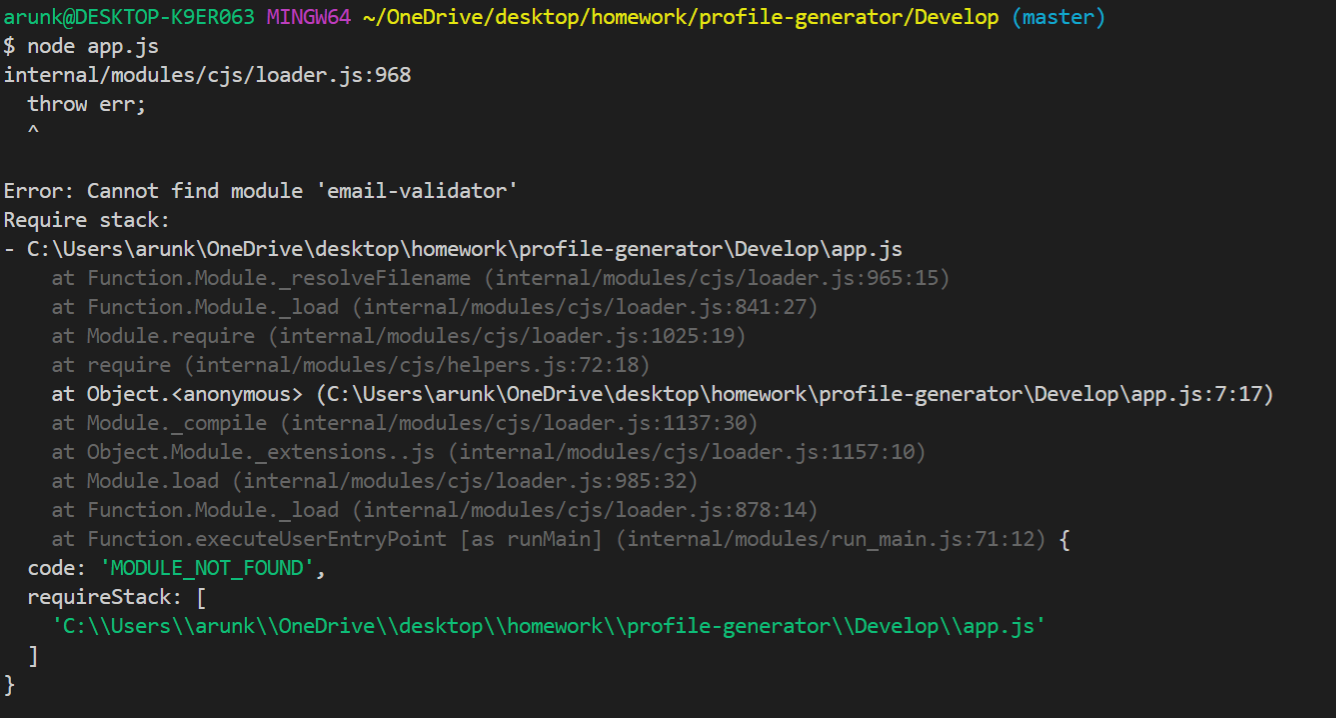 arunk@DESKTOP-K9ER063 MINGW64 ~/OneDrive/desktop/homework/profile-generator/Develop (master)
$ node app.js
internal/modules/cjs/loader.js:968
  throw err;
  ^

Error: Cannot find module 'email-validator'
Require stack:
- C:\Users\arunk\OneDrive\desktop\homework\profile-generator\Develop\app.js
    at Function.Module._resolveFilename (internal/modules/cjs/loader.js:965:15)
    at Function.Module._load (internal/modules/cjs/loader.js:841:27)
    at Module.require (internal/modules/cjs/loader.js:1025:19)
    at require (internal/modules/cjs/helpers.js:72:18)
    at Object.<anonymous> (C:\Users\arunk\OneDrive\desktop\homework\profile-generator\Develop\app.js:7:17)
    at Module._compile (internal/modules/cjs/loader.js:1137:30)
    at Object.Module._extensions..js (internal/modules/cjs/loader.js:1157:10)
    at Module.load (internal/modules/cjs/loader.js:985:32)
    at Function.Module._load (internal/modules/cjs/loader.js:878:14)
    at Function.executeUserEntryPoint [as runMain] (internal/modules/run_main.js:71:12) {
  code: 'MODULE_NOT_FOUND',
  requireStack: [
    'C:\\Users\\arunk\\OneDrive\\desktop\\homework\\profile-generator\\Develop\\app.js'
  ]
}